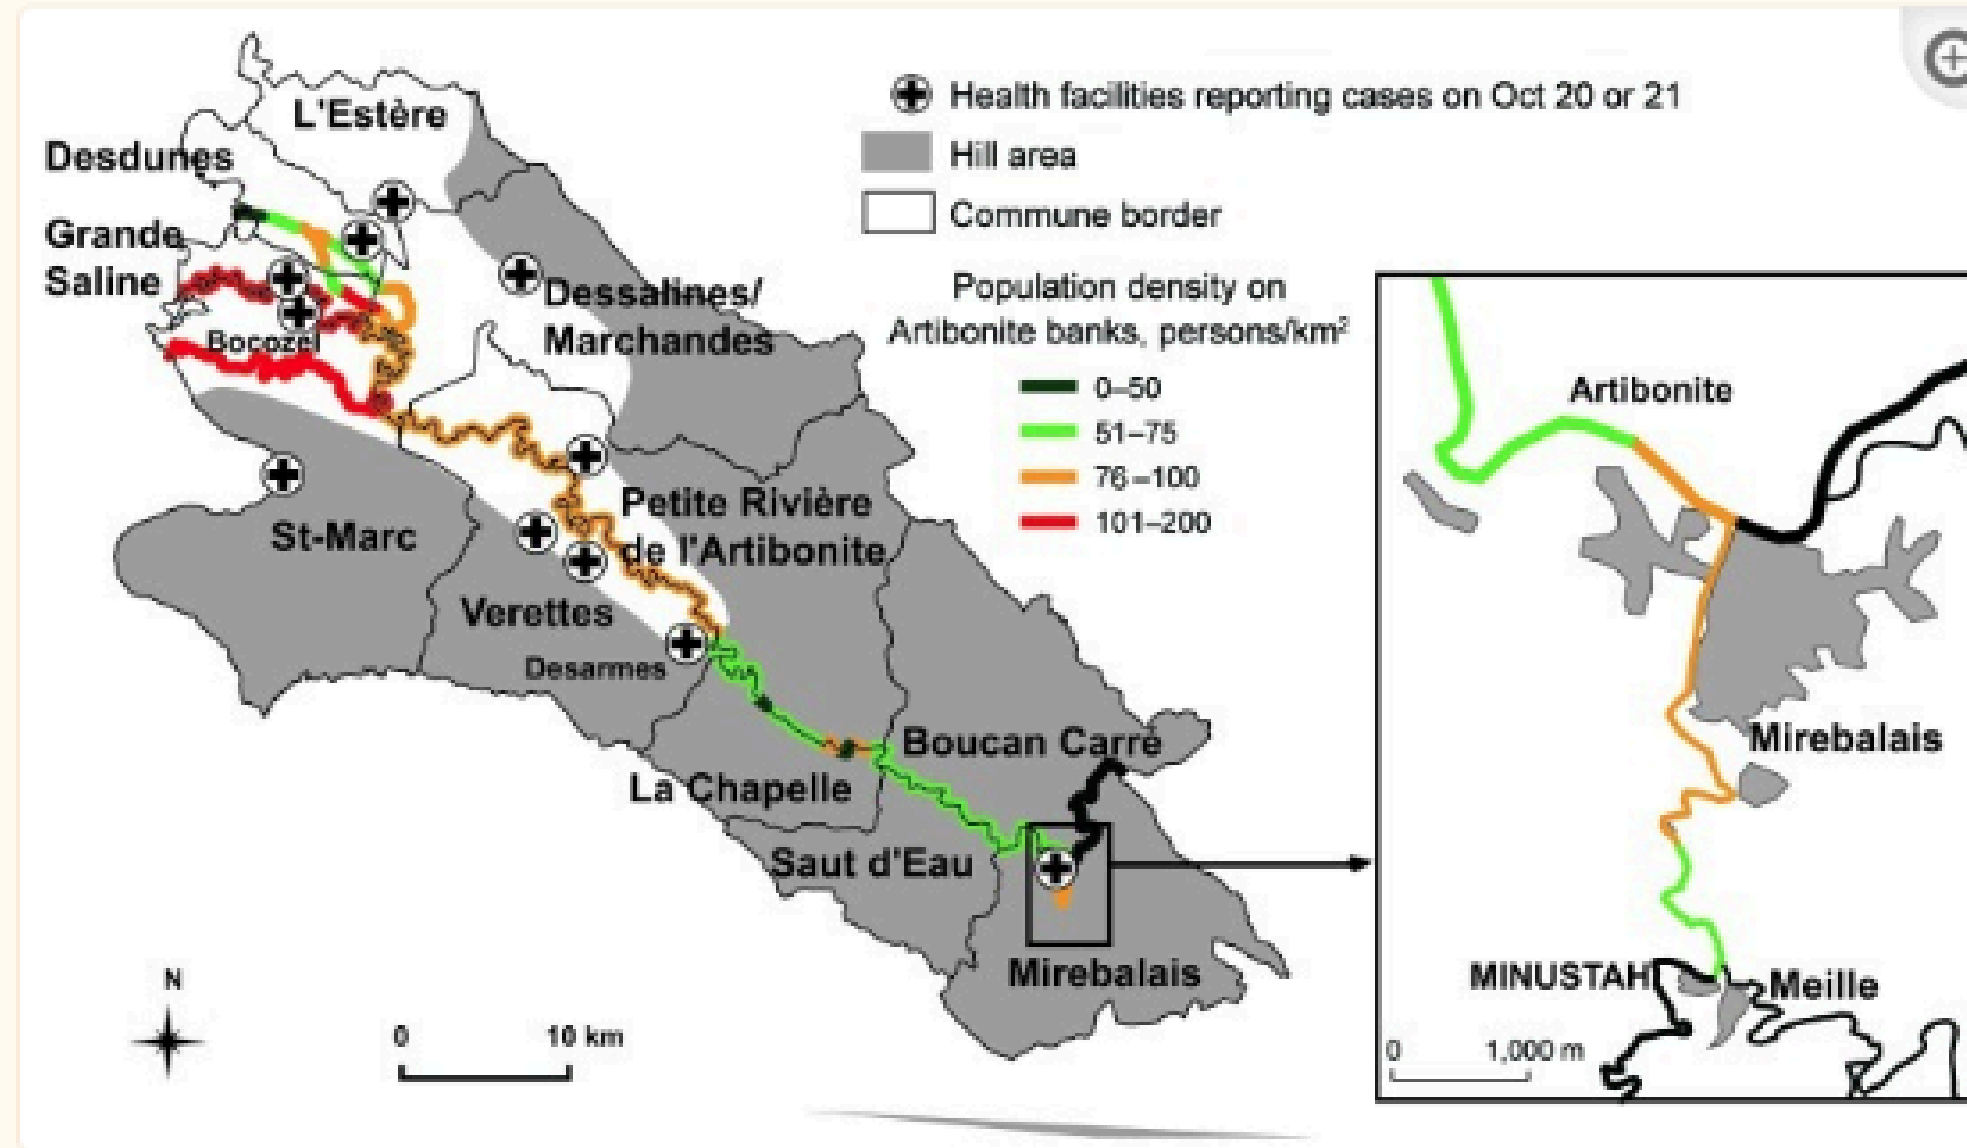 L'Estère
Desdunes
Grande
Saline
Bocozel
Dessalines/
Marchandes
St-Marc
Petite Rivière
de l'Artibonite
Verettes
Desarmes
La Chapelle
Boucan Carré
Saut d'Eau
Mirebalais
N
0 10 km
Health facilities reporting cases on Oct 20 or 21
Hill area
Commune border
Population density on
Artibonite banks, persons/km²
0–50
51–75
76–100
101–200
Artibonite
Mirebalais
MINUSTAH
Meille
0 1,000 m